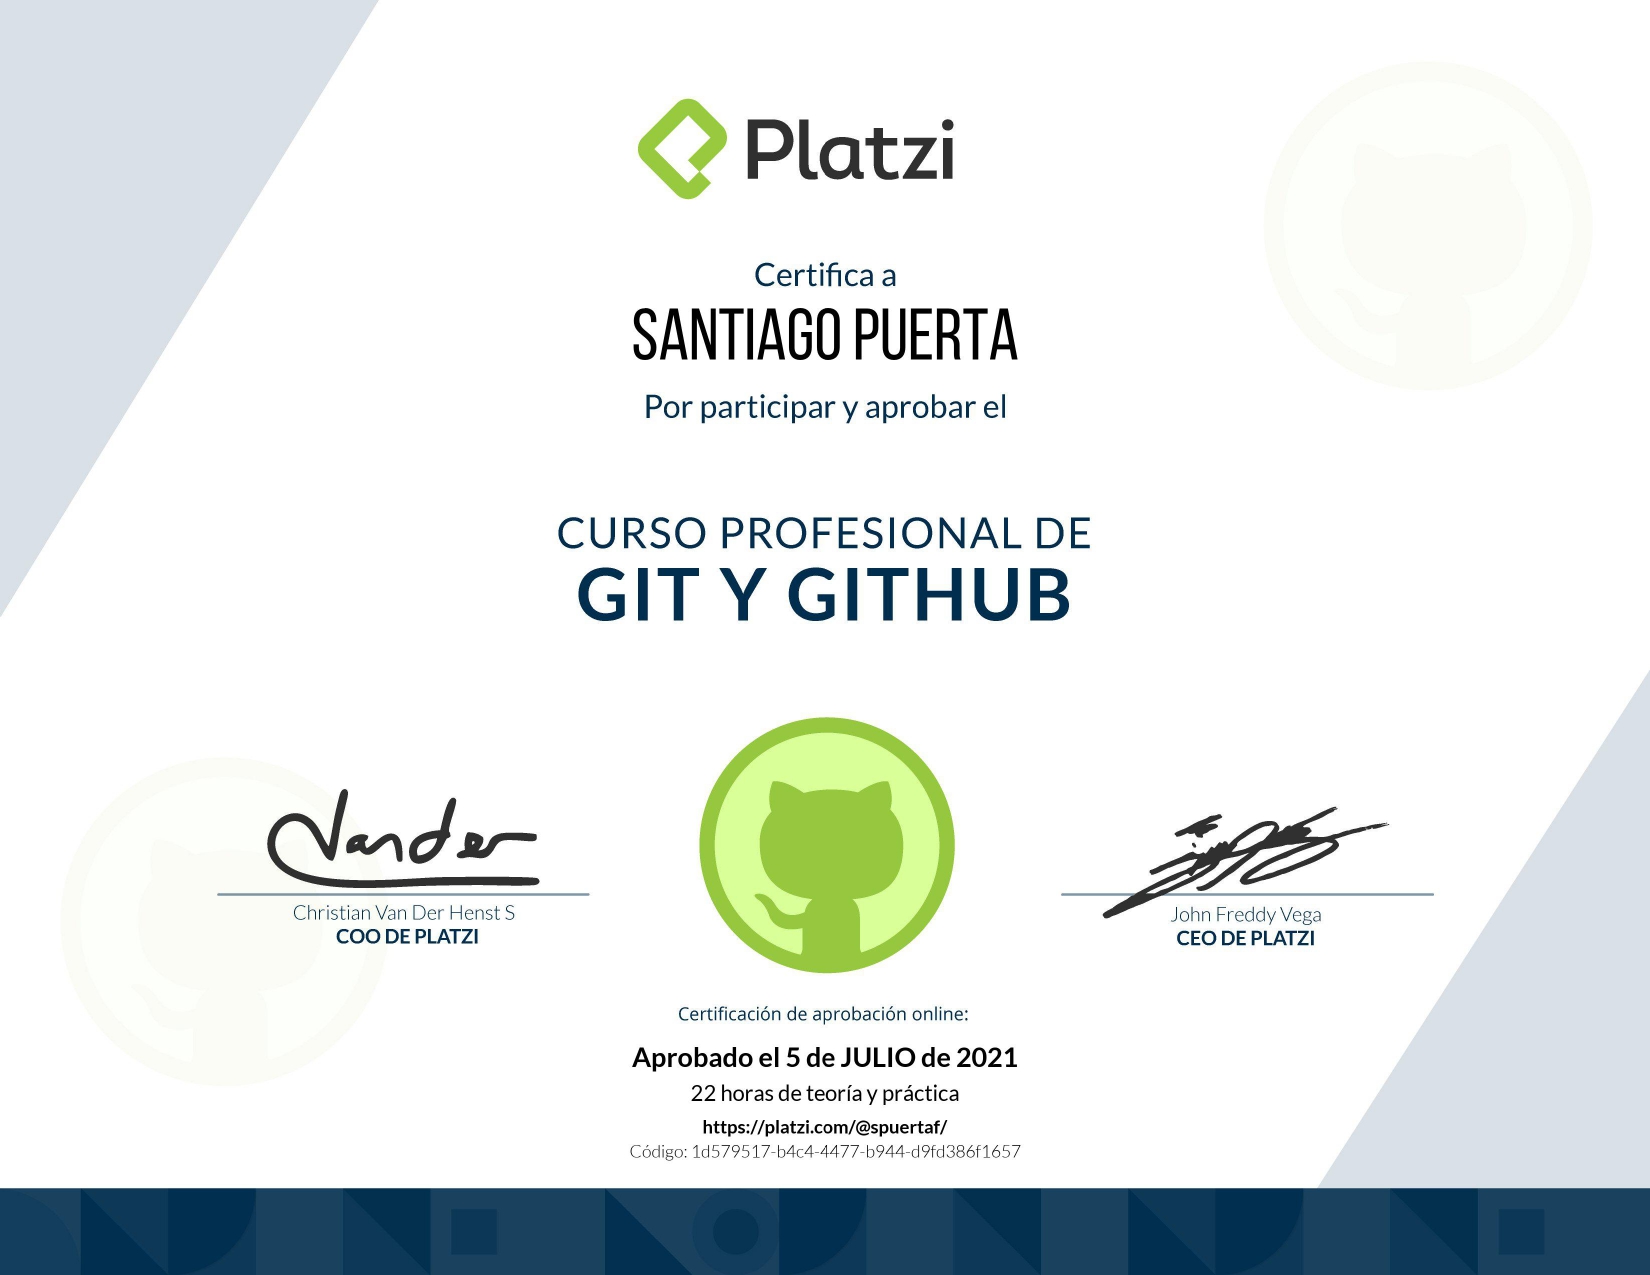 Platzi
Certifica a
SANTIAGO PUERTA
Por participar y aprobar el
CURSO PROFESIONAL DE
GIT Y GITHUB
Vander
Christian Van Der Henst S
COO DE PLATZI
John Freddy Vega
CEO DE PLATZI
Certificación de aprobación online:
Aprobado el 5 de JULIO de 2021
22 horas de teoría y práctica
https://platzi.com/@spuertaf/
Código: 1d579517-b4c4-4477-b944-d9fd386f1657